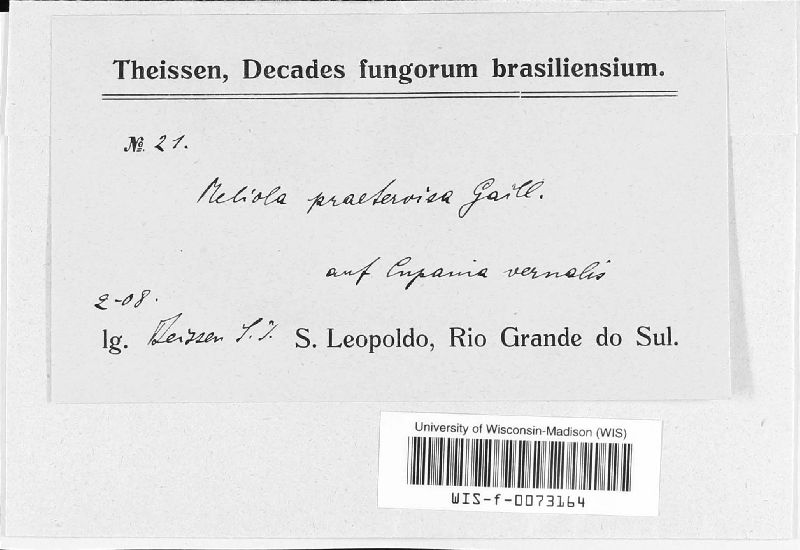 Theissen, Decades fungorum brasiliensium.
№ 21.
Meliola praetervisa Gaill.
auf Cupania vernalis
2-08.
lg. Theissen S.J. S. Leopoldo, Rio Grande do Sul.
University of Wisconsin-Madison (WIS)
WIS-f-0073164